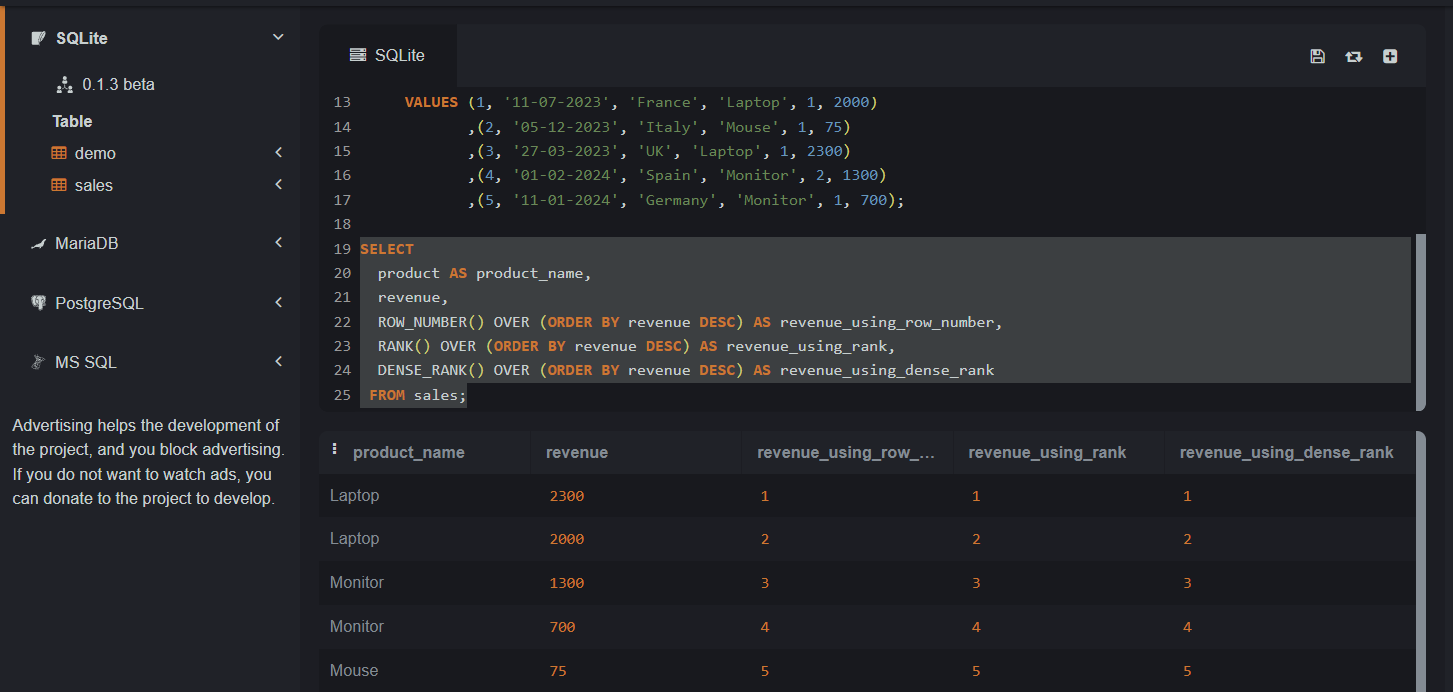 SQLite
0.1.3 beta
Table
demo
sales
MariaDB
PostgreSQL
MS SQL
Advertising helps the development of
the project, and you block advertising.
If you do not want to watch ads, you
can donate to the project to develop.
SQLite
13 VALUES (1, '11-07-2023', 'France', 'Laptop', 1, 2000)
14 ,(2, '05-12-2023', 'Italy', 'Mouse', 1, 75)
15 ,(3, '27-03-2023', 'UK', 'Laptop', 1, 2300)
16 ,(4, '01-02-2024', 'Spain', 'Monitor', 2, 1300)
17 ,(5, '11-01-2024', 'Germany', 'Monitor', 1, 700);
18
19 SELECT
20 product AS product_name,
21 revenue,
22 ROW_NUMBER() OVER (ORDER BY revenue DESC) AS revenue_using_row_number,
23 RANK() OVER (ORDER BY revenue DESC) AS revenue_using_rank,
24 DENSE_RANK() OVER (ORDER BY revenue DESC) AS revenue_using_dense_rank
25 FROM sales;
product_name revenue revenue_using_row_... revenue_using_rank revenue_using_dense_rank
Laptop 2300 1 1 1
Laptop 2000 2 2 2
Monitor 1300 3 3 3
Monitor 700 4 4 4
Mouse 75 5 5 5